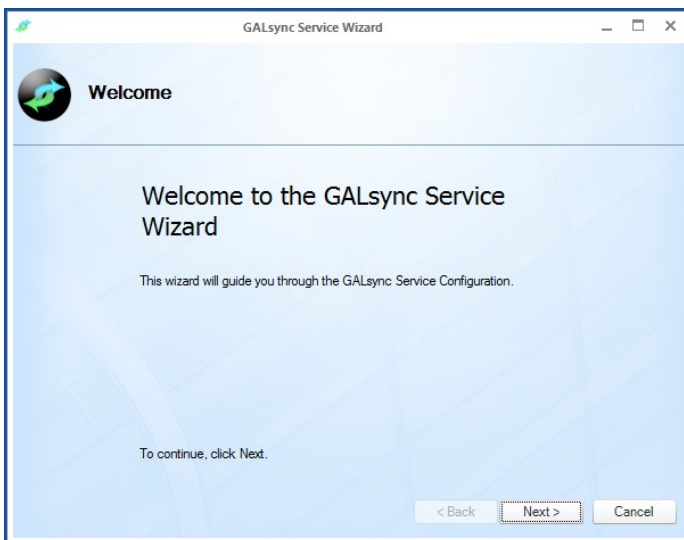 GALsync Service Wizard
Welcome
Welcome to the GALsync Service
Wizard
This wizard will guide you through the GALsync Service Configuration.
To continue, click Next.
< Back Next > Cancel